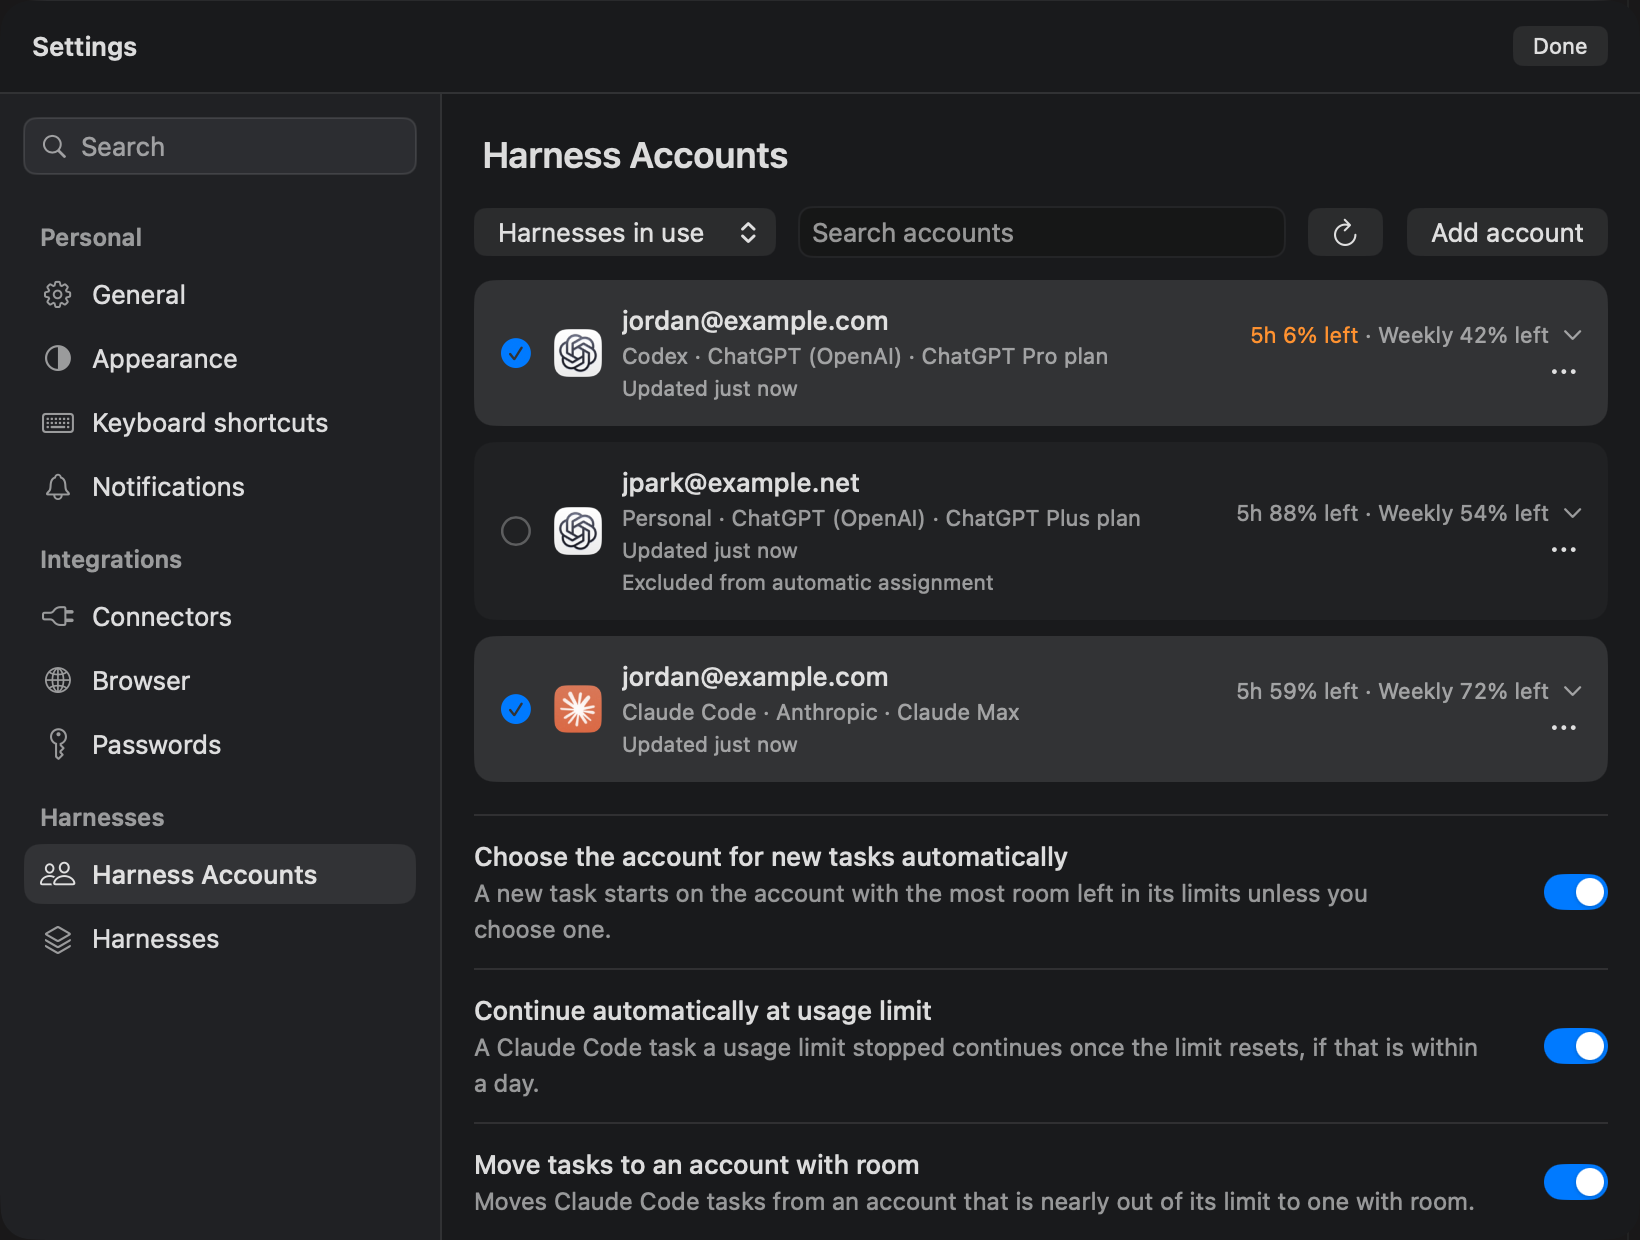 Settings
Done
Search
Personal
General
Appearance
Keyboard shortcuts
Notifications
Integrations
Connectors
Browser
Passwords
Harnesses
Harness Accounts
Harnesses
Harness Accounts
Harnesses in use
Search accounts
Add account
jordan@example.com
Codex · ChatGPT (OpenAI) · ChatGPT Pro plan
Updated just now
5h 6% left · Weekly 42% left
jpark@example.net
Personal · ChatGPT (OpenAI) · ChatGPT Plus plan
Updated just now
Excluded from automatic assignment
5h 88% left · Weekly 54% left
jordan@example.com
Claude Code · Anthropic · Claude Max
Updated just now
5h 59% left · Weekly 72% left
Choose the account for new tasks automatically
A new task starts on the account with the most room left in its limits unless you
choose one.
Continue automatically at usage limit
A Claude Code task a usage limit stopped continues once the limit resets, if that is within
a day.
Move tasks to an account with room
Moves Claude Code tasks from an account that is nearly out of its limit to one with room.